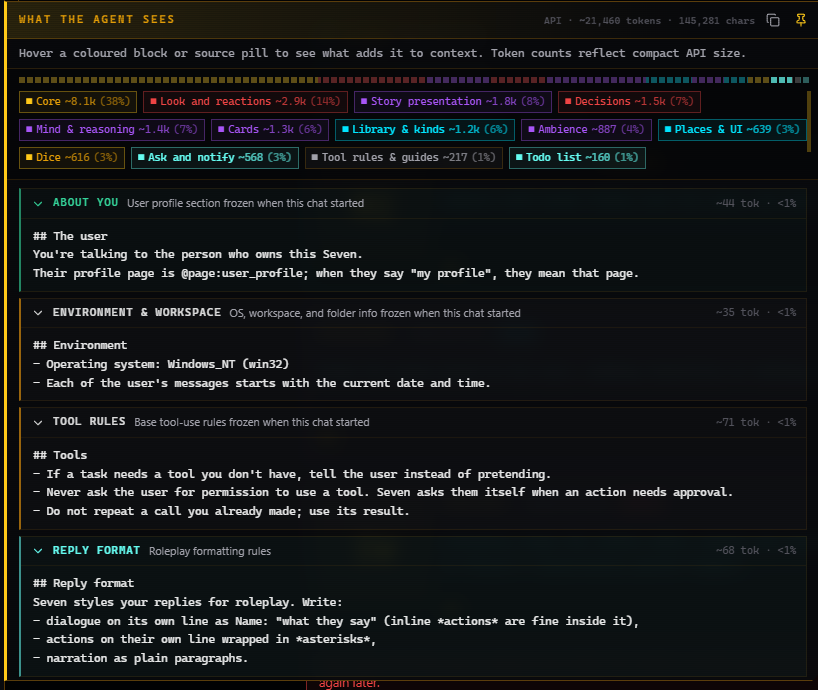 WHAT THE AGENT SEES
API · ~21,460 tokens · 145,281 chars
Hover a coloured block or source pill to see what adds it to context. Token counts reflect compact API size.
Core ~8.1k (38%) Look and reactions ~2.9k (14%) Story presentation ~1.8k (8%) Decisions ~1.5k (7%)
Mind & reasoning ~1.4k (7%) Cards ~1.3k (6%) Library & kinds ~1.2k (6%) Ambience ~887 (4%) Places & UI ~639 (3%)
Dice ~616 (3%) Ask and notify ~568 (3%) Tool rules & guides ~217 (1%) Todo list ~160 (1%)
ABOUT YOU User profile section frozen when this chat started ~44 tok · <1%
## The user
You're talking to the person who owns this Seven.
Their profile page is @page:user_profile; when they say "my profile", they mean that page.
ENVIRONMENT & WORKSPACE OS, workspace, and folder info frozen when this chat started ~35 tok · <1%
## Environment
- Operating system: Windows_NT (win32)
- Each of the user's messages starts with the current date and time.
TOOL RULES Base tool-use rules frozen when this chat started ~71 tok · <1%
## Tools
- If a task needs a tool you don't have, tell the user instead of pretending.
- Never ask the user for permission to use a tool. Seven asks them itself when an action needs approval.
- Do not repeat a call you already made; use its result.
REPLY FORMAT Roleplay formatting rules ~68 tok · <1%
## Reply format
Seven styles your replies for roleplay. Write:
- dialogue on its own line as Name: "what they say" (inline *actions* are fine inside it),
- actions on their own line wrapped in *asterisks*,
- narration as plain paragraphs.
again later.